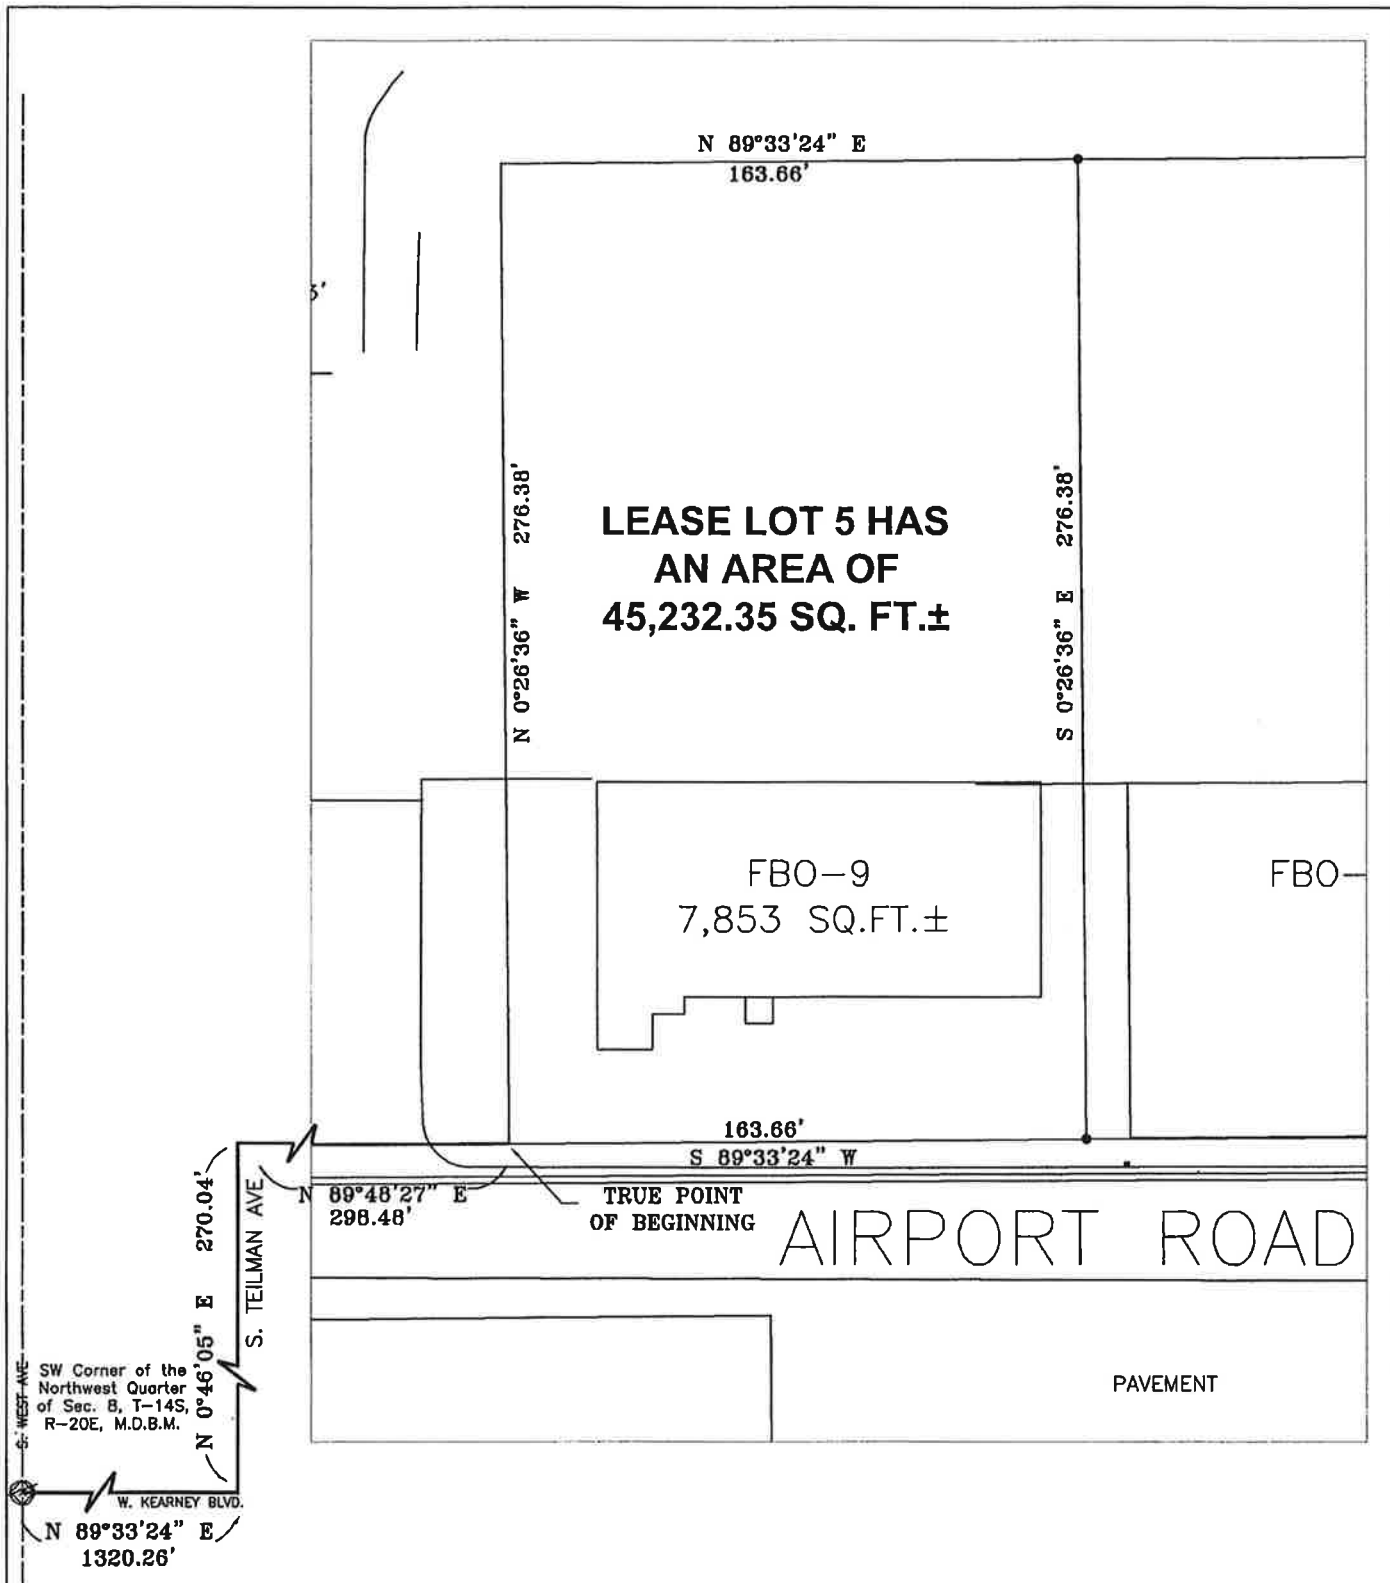 N 89°33'24" E
163.66'
3'
N 0°26'36" W 276.38'
S 0°26'36" E 276.38'
LEASE LOT 5 HAS
AN AREA OF
45,232.35 SQ. FT.±
FBO-9
7,853 SQ.FT.±
FBO-
163.66'
S 89°33'24" W
N 89°48'27" E
298.48'
TRUE POINT
OF BEGINNING
AIRPORT ROAD
N 0°46'05" E 270.04'
S. TEILMAN AVE
S. WEST AVE
SW Corner of the
Northwest Quarter
of Sec. 8, T-14S,
R-20E, M.D.B.M.
PAVEMENT
W. KEARNEY BLVD.
N 89°33'24" E
1320.26'